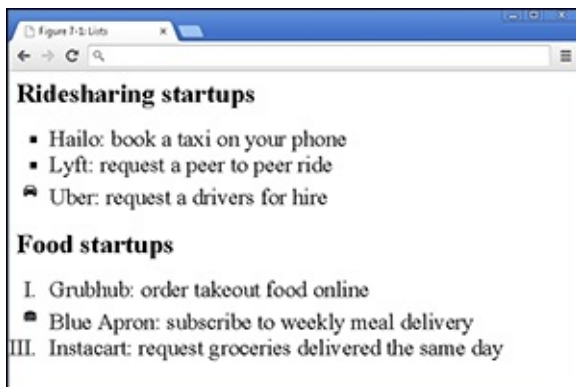 Figure 7-1: Lists
Ridesharing startups
Hailo: book a taxi on your phone
Lyft: request a peer to peer ride
Uber: request a drivers for hire
Food startups
I. Grubhub: order takeout food online
Blue Apron: subscribe to weekly meal delivery
III. Instacart: request groceries delivered the same day